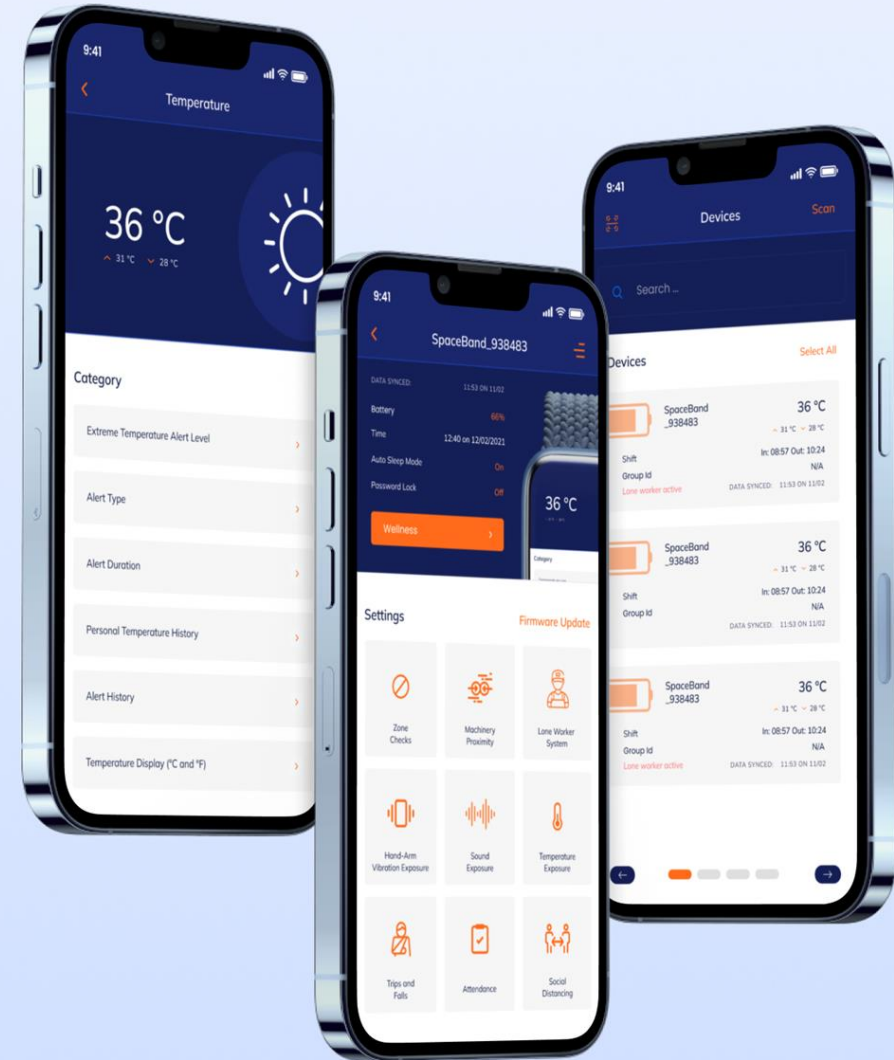 9:41
Temperature
36 °C
31 °C 28 °C
Category
Extreme Temperature Alert Level
Alert Type
Alert Duration
Personal Temperature History
Alert History
Temperature Display (°C and °F)
9:41
SpaceBand_938483
DATA SYNCED: 11:53 ON 11/02
Battery 66%
Time 12:40 on 12/02/2021
Auto Sleep Mode On
Password Lock Off
Wellness
36 °C
Category
Settings Firmware Update
Zone
Checks
Machinery
Proximity
Lone Worker
System
Hand-Arm
Vibration Exposure
Sound
Exposure
Temperature
Exposure
Trips and
Falls
Attendance
Social
Distancing
9:41
Devices Scan
Search ...
Devices Select All
SpaceBand
_938483
36 °C
31 °C 28 °C
Shift In: 08:57 Out: 10:24
Group Id N/A
Lone worker active DATA SYNCED: 11:53 ON 11/02
SpaceBand
_938483
36 °C
31 °C 28 °C
Shift In: 08:57 Out: 10:24
Group Id N/A
DATA SYNCED: 11:53 ON 11/02
SpaceBand
_938483
36 °C
31 °C 28 °C
Shift In: 08:57 Out: 10:24
Group Id N/A
Lone worker active DATA SYNCED: 11:53 ON 11/02